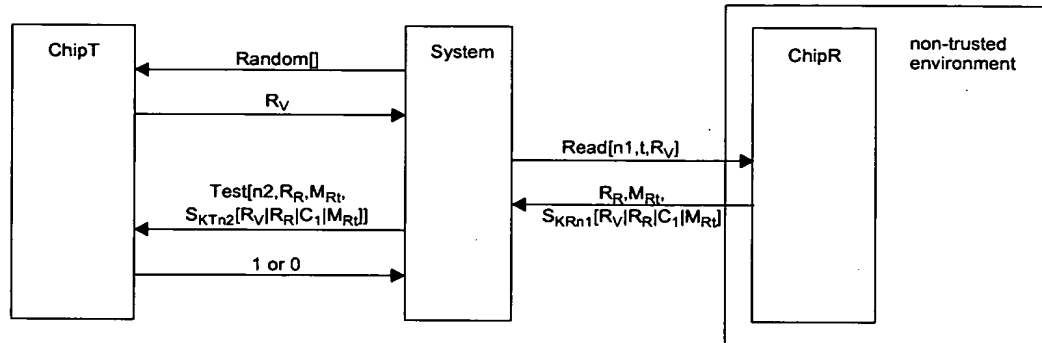 ChipT
System
ChipR
non-trusted
environment
Random[]
R_V
Read[n1,t,R_V]
Test[n2,R_R,M_Rt,
S_KTn2[R_V|R_R|C_1|M_Rt]]
R_R,M_Rt,
S_KRn1[R_V|R_R|C_1|M_Rt]
1 or 0